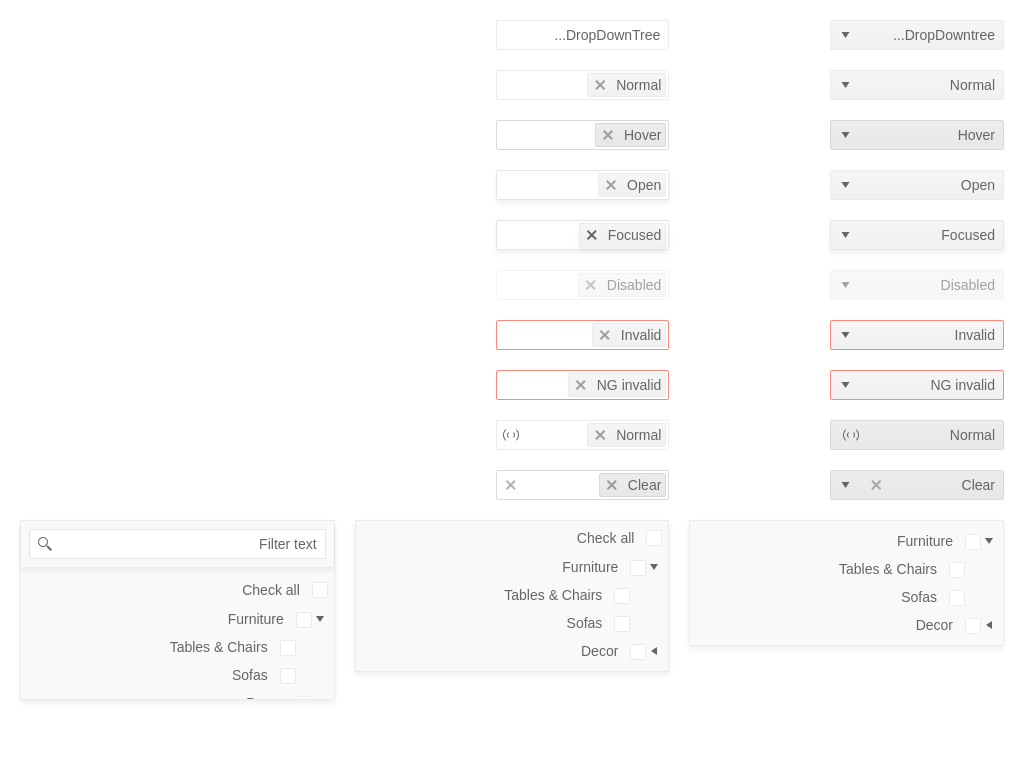 ...DropDownTree
...DropDowntree
Normal
Normal
Hover
Hover
Open
Open
Focused
Focused
Disabled
Disabled
Invalid
Invalid
NG invalid
NG invalid
Normal
Normal
Clear
Clear
Filter text
Check all
Furniture
Tables & Chairs
Sofas
Check all
Furniture
Tables & Chairs
Sofas
Decor
Furniture
Tables & Chairs
Sofas
Decor